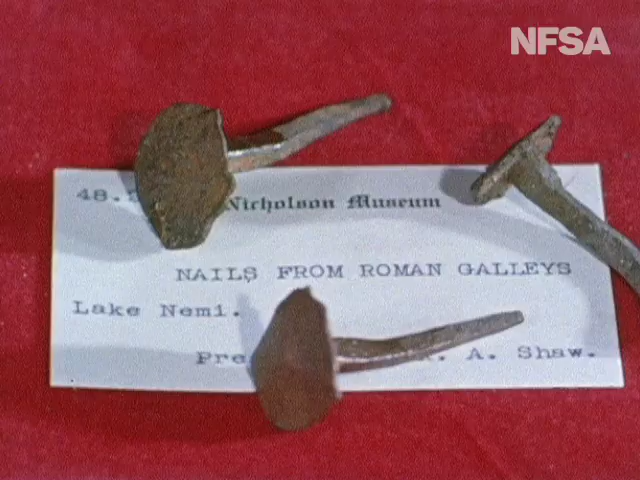 NFSA
48.
Nicholson Museum
NAILS FROM ROMAN GALLEYS
Lake Nemi.
A. Shaw.